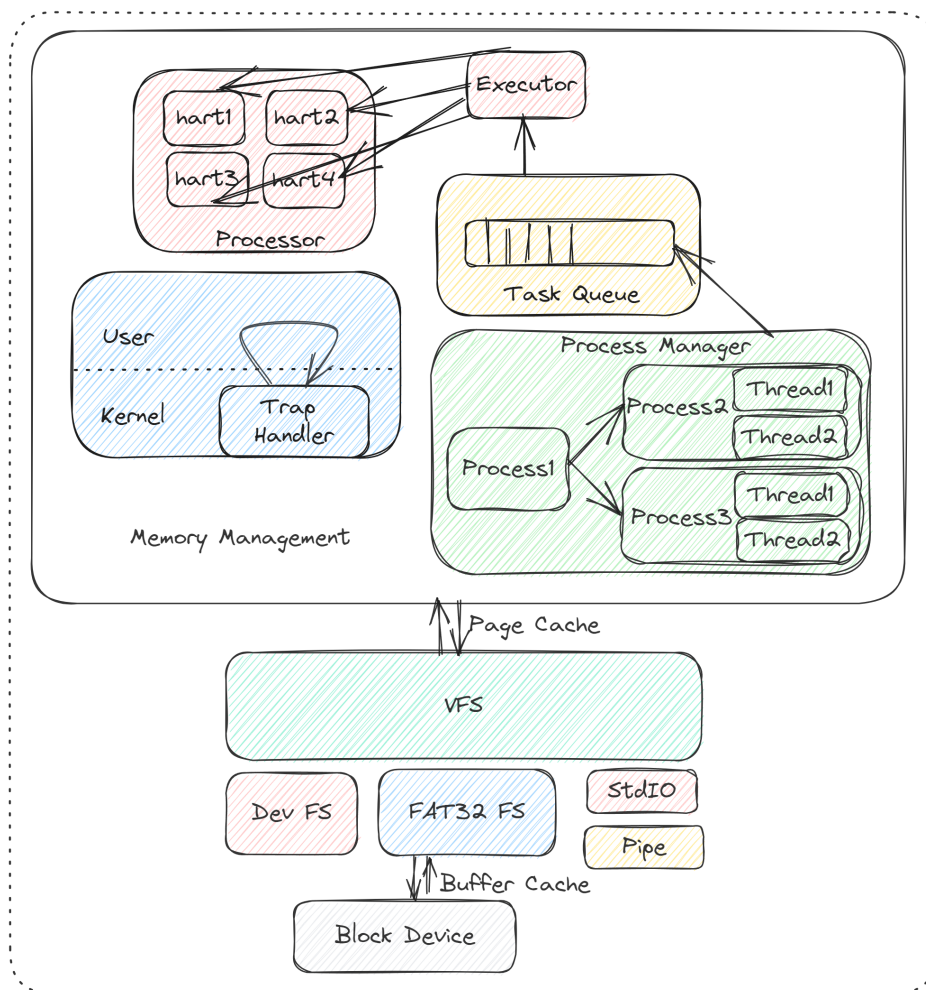 Executor
hart1
hart2
hart3
hart4
Processor
Task Queue
User
Kernel
Trap
Handler
Process Manager
Process1
Process2
Thread1
Thread2
Process3
Thread1
Thread2
Memory Management
Page Cache
VFS
Dev FS
FAT32 FS
StdIO
Pipe
Buffer Cache
Block Device